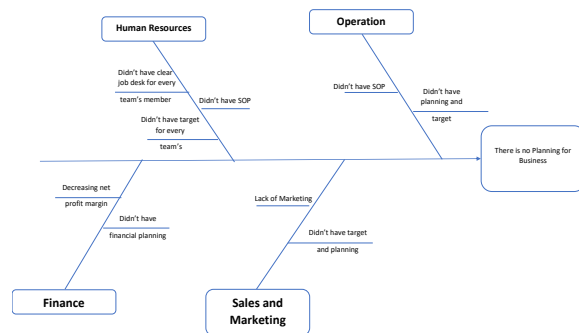 Human Resources
Operation
Didn't have clear
job desk for every
team's member
Didn't have SOP
Didn't have target
for every
team's
Didn't have SOP
Didn't have
planning and
target
There is no Planning for
Business
Decreasing net
profit margin
Didn't have
financial planning
Lack of Marketing
Didn't have target
and planning
Finance
Sales and
Marketing